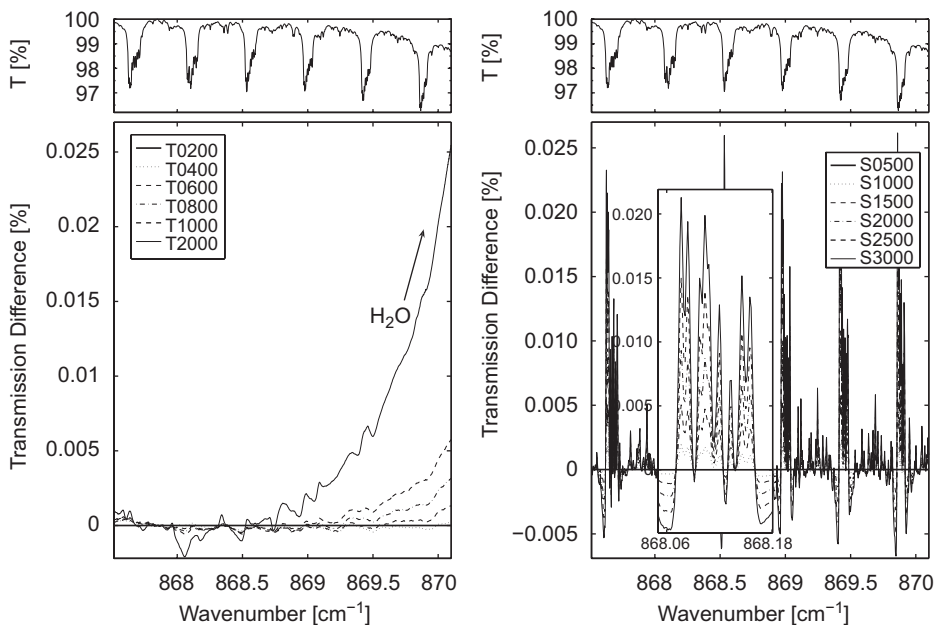 T [%]
100
99
98
97
T [%]
100
99
98
97
Transmission Difference [%]
0.025
0.02
0.015
0.01
0.005
0
T0200
T0400
T0600
T0800
T1000
T2000
H₂O
868
868.5
869
869.5
870
Wavenumber [cm⁻¹]
Transmission Difference [%]
0.025
0.02
0.015
0.01
0.005
0
−0.005
S0500
S1000
S1500
S2000
S2500
S3000
0.020
0.015
0.010
0.005
0
868.06
868.18
868
868.5
869
869.5
870
Wavenumber [cm⁻¹]